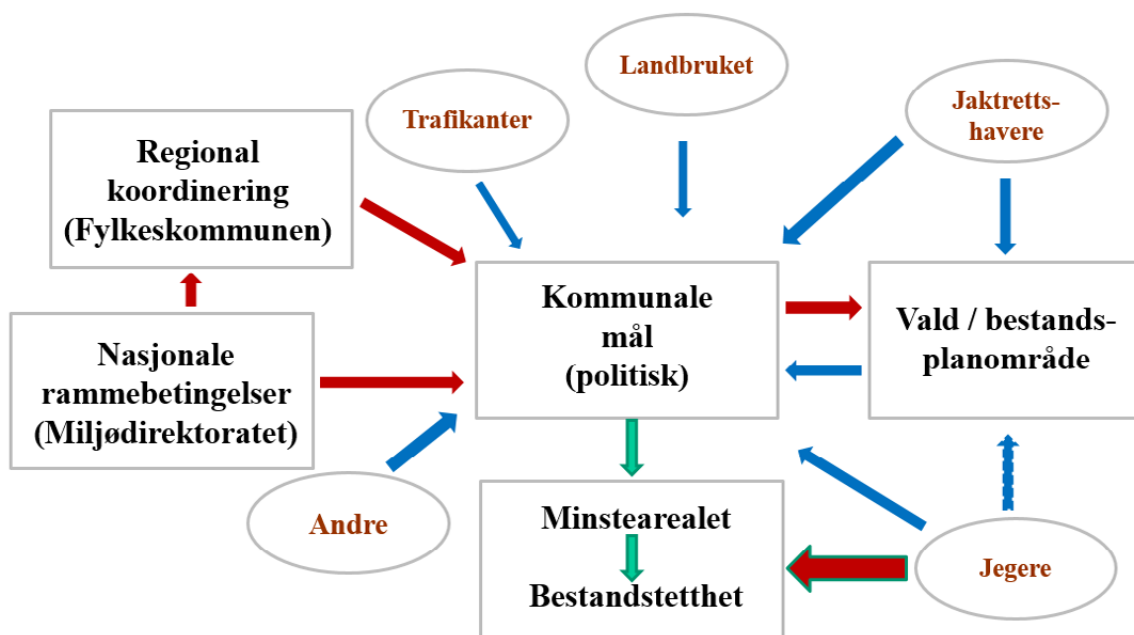 Landbruket
Trafikanter
Jaktretts-
havere
Regional
koordinering
(Fylkeskommunen)
Kommunale
mål
(politisk)
Vald / bestands-
planområde
Nasjonale
rammebetingelser
(Miljødirektoratet)
Andre
Minstearealet
Bestandstetthet
Jegere